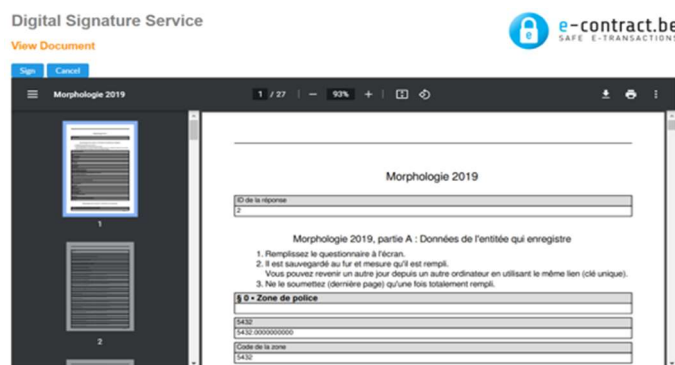 Digital Signature Service
e-contract.be
SAFE E-TRANSACTIONS
View Document
Sign Cancel
Morphologie 2019 1 / 27 | − 93% + |
1
2
Morphologie 2019
ID de la réponse
2
Morphologie 2019, partie A : Données de l'entitée qui enregistre
1. Remplissez le questionnaire à l'écran.
2. Il est sauvegardé au fur et mesure qu'il est rempli.
Vous pouvez revenir un autre jour depuis un autre ordinateur en utilisant le même lien (clé unique).
3. Ne le soumettez (dernière page) qu'une fois totalement rempli.
§ 0 • Zone de police
5432
5432.0000000000
Code de la zone
5432